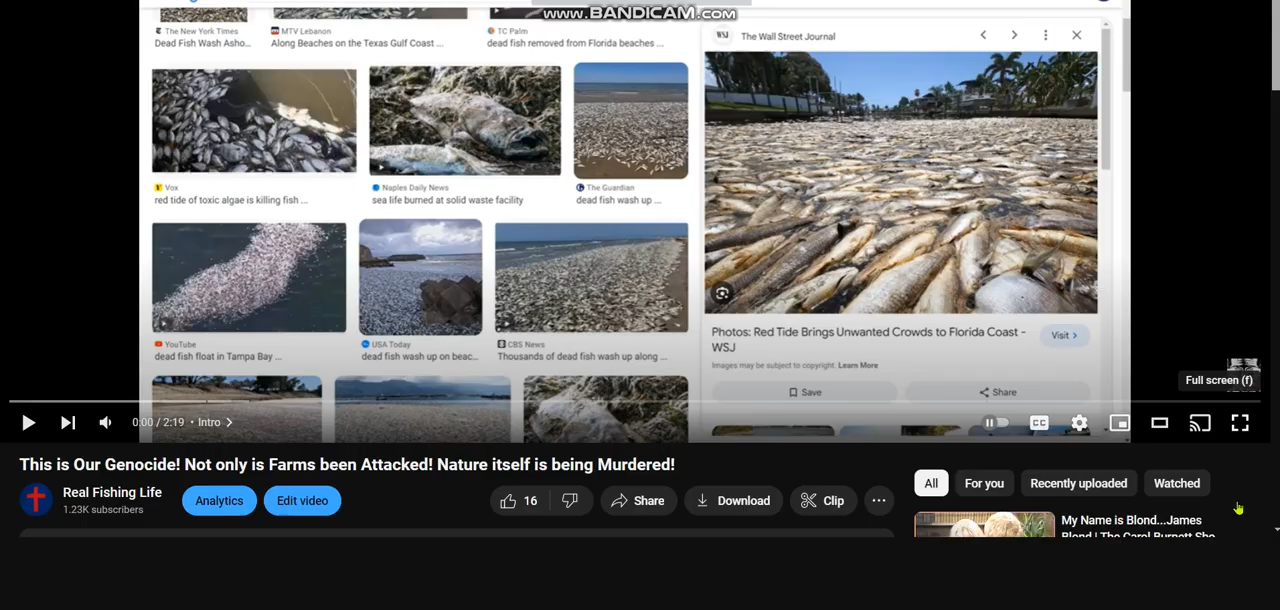 www.BANDICAM.com
The New York Times
Dead Fish Wash Asho...
MTV Lebanon
Along Beaches on the Texas Gulf Coast ...
TC Palm
dead fish removed from Florida beaches ...
WSJ
The Wall Street Journal
Vox
red tide of toxic algae is killing fish ...
Naples Daily News
sea life burned at solid waste facility
The Guardian
dead fish wash up ...
YouTube
dead fish float in Tampa Bay ...
USA Today
dead fish wash up on beac...
CBS News
Thousands of dead fish wash up along ...
Photos: Red Tide Brings Unwanted Crowds to Florida Coast -
WSJ
Visit >
Images may be subject to copyright. Learn More
Save
Share
Full screen (f)
0:00 / 2:19 • Intro >
CC
This is Our Genocide! Not only is Farms been Attacked! Nature itself is being Murdered!
Real Fishing Life
1.23K subscribers
Analytics
Edit video
16
Share
Download
Clip
All
For you
Recently uploaded
Watched
My Name is Blond...James
Blond | The Carol Burnett Sho